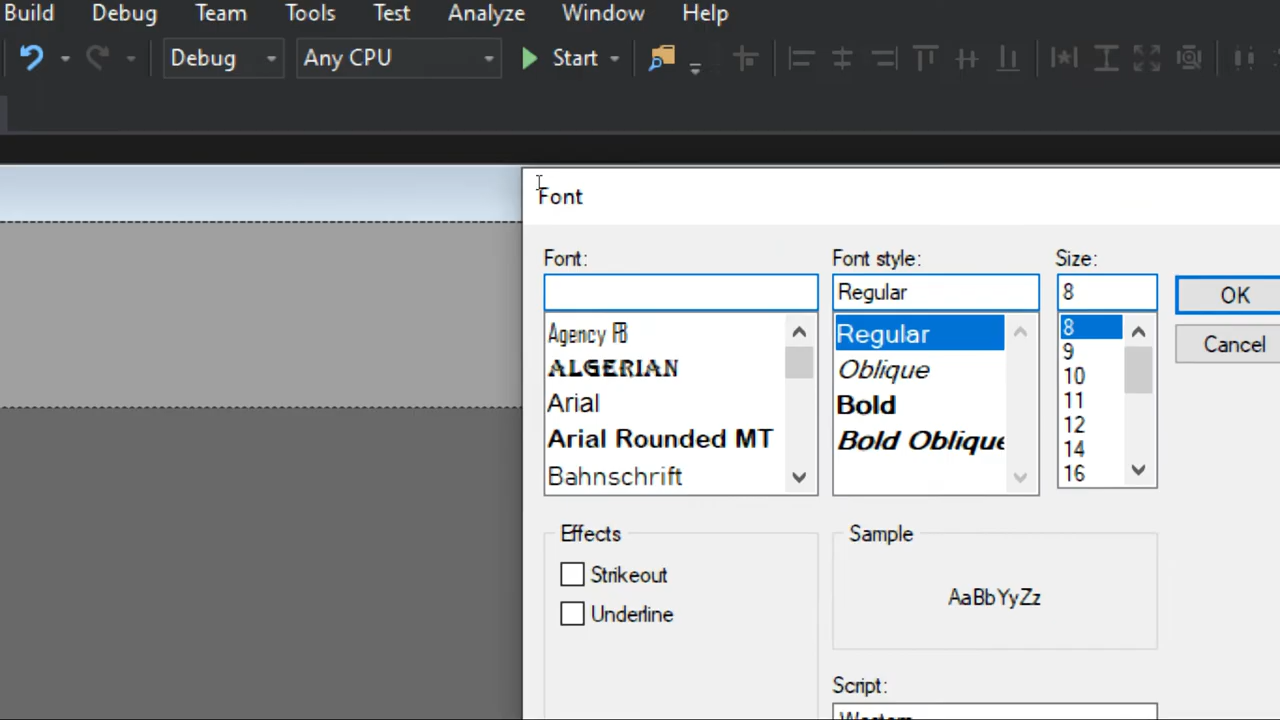 Build Debug Team Tools Test Analyze Window Help
Debug Any CPU Start
Font
Font: Font style: Size:
Regular 8
OK
Agency FB Regular 8
Cancel
ALGERIAN Oblique 9
Arial Bold 10
Arial Rounded MT Bold Oblique 11
Bahnschrift 12
14
16
Effects Sample
Strikeout
AaBbYyZz
Underline
Script:
Western